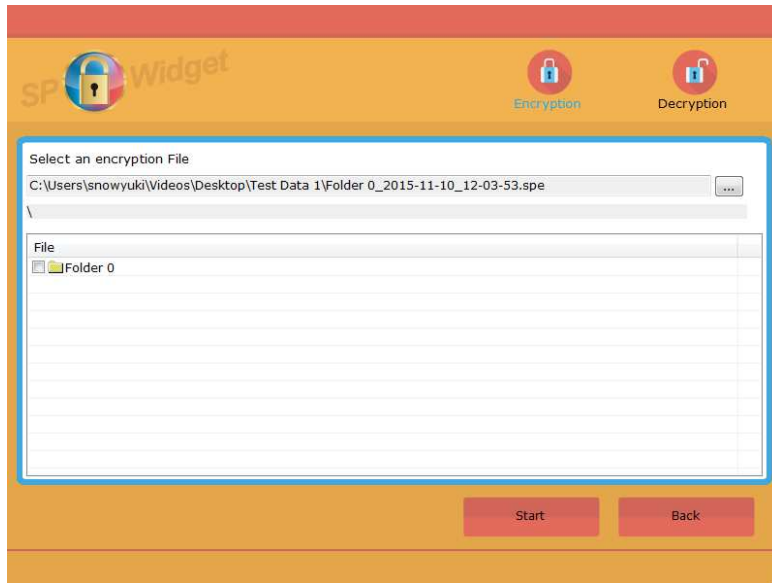 SP Widget
Encryption
Decryption
Select an encryption File
C:\Users\snowyuki\Videos\Desktop\Test Data 1\Folder 0_2015-11-10_12-03-53.spe
...
\
File
Folder 0
Start
Back